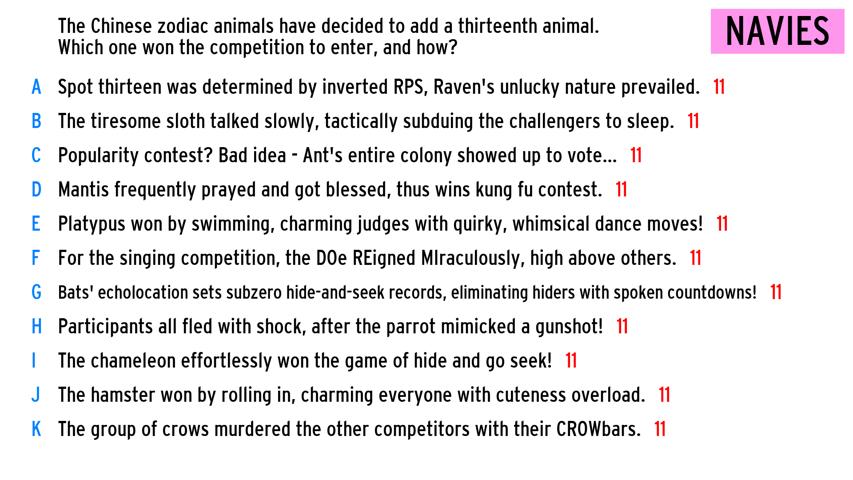 The Chinese zodiac animals have decided to add a thirteenth animal.
Which one won the competition to enter, and how?
NAVIES
A Spot thirteen was determined by inverted RPS, Raven's unlucky nature prevailed. 11
B The tiresome sloth talked slowly, tactically subduing the challengers to sleep. 11
C Popularity contest? Bad idea - Ant's entire colony showed up to vote... 11
D Mantis frequently prayed and got blessed, thus wins kung fu contest. 11
E Platypus won by swimming, charming judges with quirky, whimsical dance moves! 11
F For the singing competition, the DOe REigned MIraculously, high above others. 11
G Bats' echolocation sets subzero hide-and-seek records, eliminating hiders with spoken countdowns! 11
H Participants all fled with shock, after the parrot mimicked a gunshot! 11
I The chameleon effortlessly won the game of hide and go seek! 11
J The hamster won by rolling in, charming everyone with cuteness overload. 11
K The group of crows murdered the other competitors with their CROWbars. 11